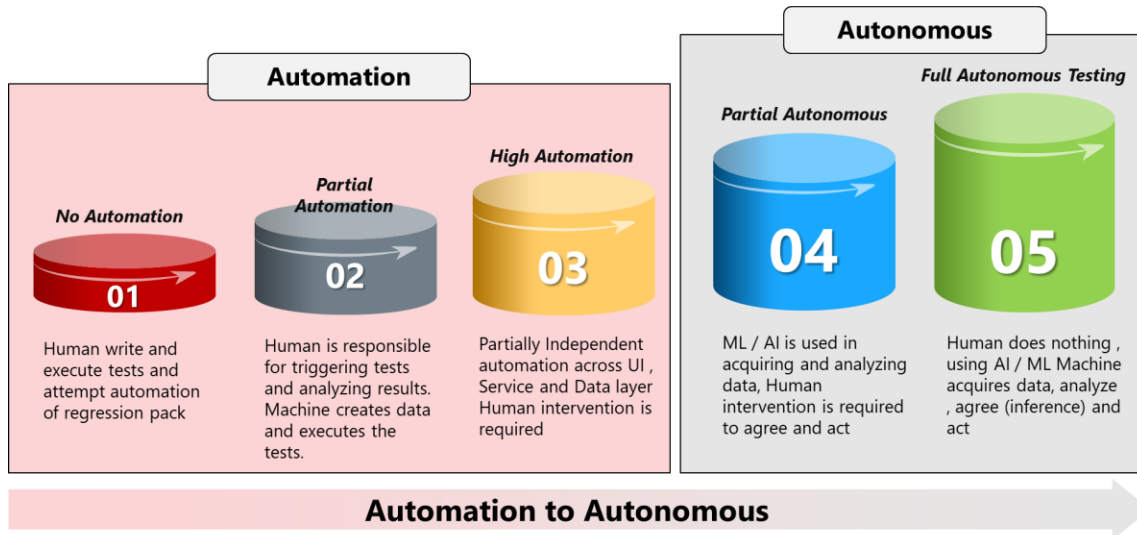 Automation
No Automation
01
Human write and
execute tests and
attempt automation
of regression pack
Partial
Automation
02
Human is responsible
for triggering tests
and analyzing results.
Machine creates data
and executes the
tests.
High Automation
03
Partially Independent
automation across UI ,
Service and Data layer
Human intervention is
required
Autonomous
Partial Autonomous
04
ML / AI is used in
acquiring and analyzing
data, Human
intervention is required
to agree and act
Full Autonomous Testing
05
Human does nothing ,
using AI / ML Machine
acquires data, analyze
, agree (inference) and
act
Automation to Autonomous